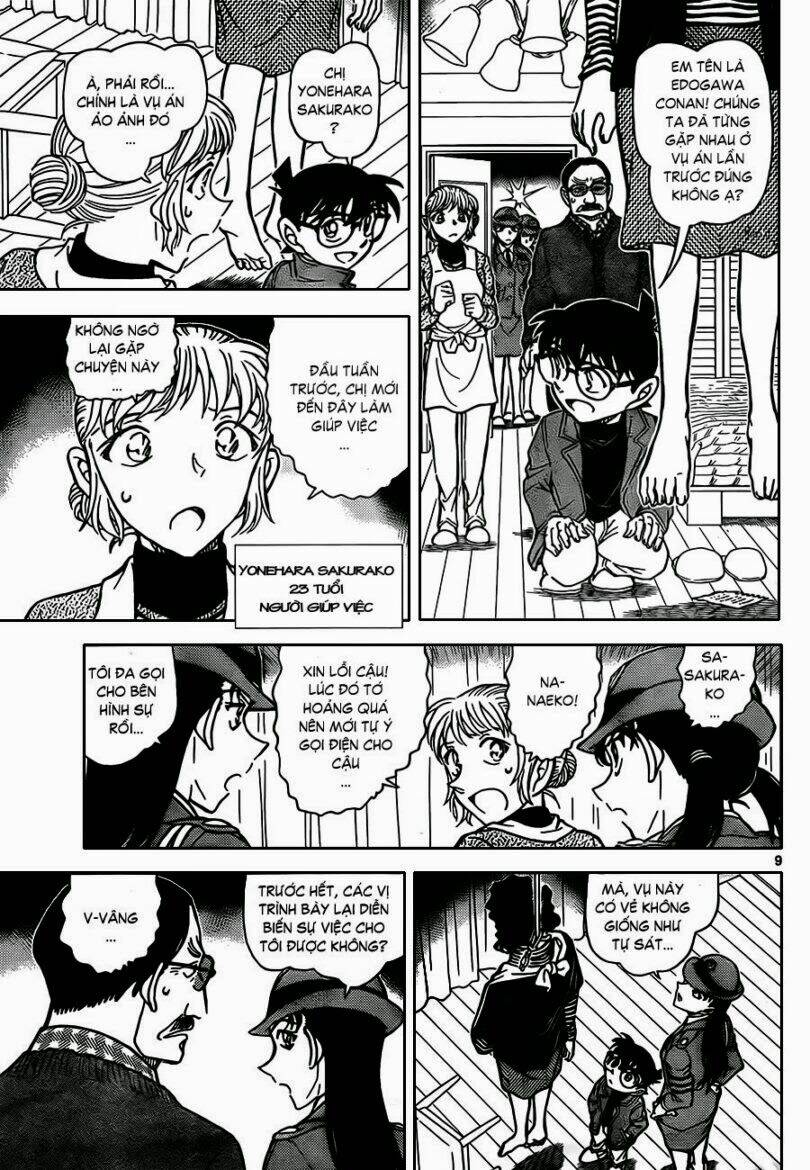 EM TÊN LÀ
EDOGAWA
CONAN! CHÚNG
TA ĐÃ TỪNG
GẶP NHAU Ở
VỤ ÁN LẦN
TRƯỚC ĐÚNG
KHÔNG Ạ?
CHỊ
YONEHARA
SAKURAKO
?
À, PHẢI RỒI...
CHÍNH LÀ VỤ ÁN
ẢO ẢNH ĐÓ
...
ĐẦU TUẦN
TRƯỚC, CHỊ MỚI
ĐẾN ĐÂY LÀM
GIÚP VIỆC
KHÔNG NGỜ
LẠI GẶP
CHUYỆN NÀY
...
YONEHARA SAKURAKO
23 TUỔI
NGƯỜI GIÚP VIỆC
SA-
SAKURA-
KO
...
NA-
NAEKO!
XIN LỖI CẬU!
LÚC ĐÓ TỚ
HOẢNG QUÁ
NÊN MỚI TỰ Ý
GỌI ĐIỆN CHO
CẬU
...
TÔI ĐA GỌI
CHO BÊN
HÌNH SỰ
RỒI...
9
MÀ, VỤ NÀY
CÓ VẺ KHÔNG
GIỐNG NHƯ
TỰ SÁT...
TRƯỚC HẾT, CÁC VỊ
TRÌNH BÀY LẠI DIỄN
BIẾN SỰ VIỆC CHO
TÔI ĐƯỢC KHÔNG?
V-VÂNG
...